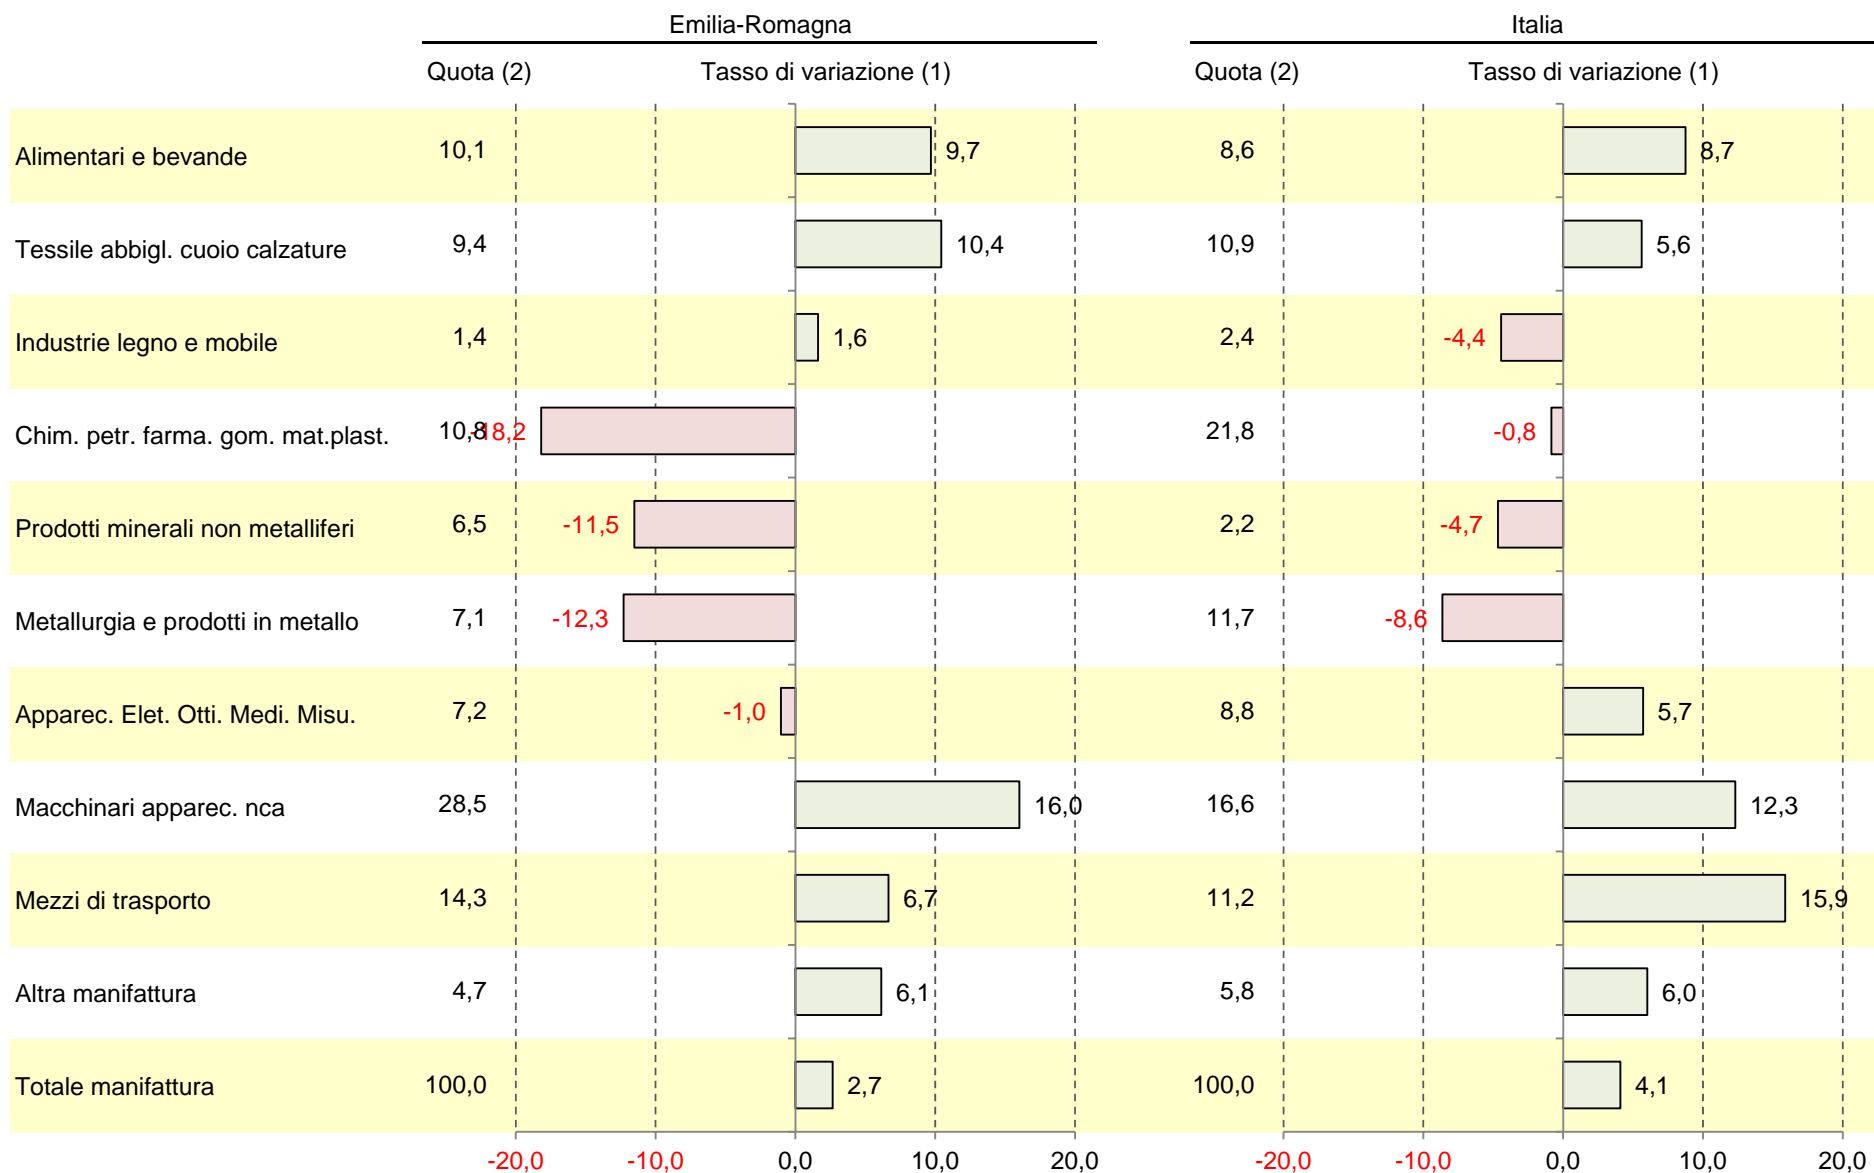 Emilia-Romagna Italia
Quota (2) Tasso di variazione (1) Quota (2) Tasso di variazione (1)
Alimentari e bevande 10,1 9,7 8,6 8,7
Tessile abbigl. cuoio calzature 9,4 10,4 10,9 5,6
Industrie legno e mobile 1,4 1,6 2,4 -4,4
Chim. petr. farma. gom. mat.plast. 10,8 -18,2 21,8 -0,8
Prodotti minerali non metalliferi 6,5 -11,5 2,2 -4,7
Metallurgia e prodotti in metallo 7,1 -12,3 11,7 -8,6
Apparec. Elet. Otti. Medi. Misu. 7,2 -1,0 8,8 5,7
Macchinari apparec. nca 28,5 16,0 16,6 12,3
Mezzi di trasporto 14,3 6,7 11,2 15,9
Altra manifattura 4,7 6,1 5,8 6,0
Totale manifattura 100,0 2,7 100,0 4,1
-20,0 -10,0 0,0 10,0 20,0 -20,0 -10,0 0,0 10,0 20,0